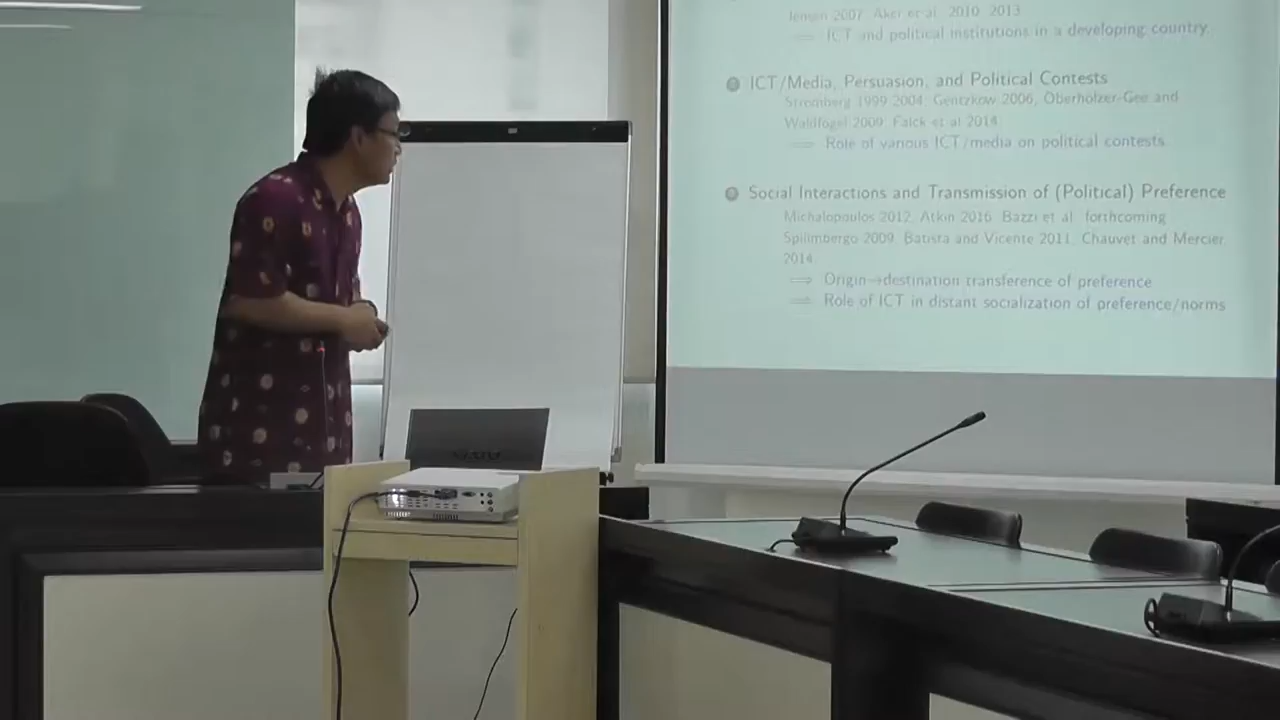 Jensen 2007, Aker et al. 2010, 2013
⟹ ICT and political institutions in a developing country
ICT/Media, Persuasion, and Political Contests
Stromberg 1999 2004, Gentzkow 2006, Oberholzer-Gee and
Waldfogel 2009, Falck et al 2014
⟹ Role of various ICT/media on political contests
Social Interactions and Transmission of (Political) Preference
Michalopoulos 2012, Atkin 2016, Bazzi et al. forthcoming
Spilimbergo 2009, Batista and Vicente 2011, Chauvet and Mercier,
2014
⟹ Origin→destination transference of preference
⟹ Role of ICT in distant socialization of preference/norms
VAIO